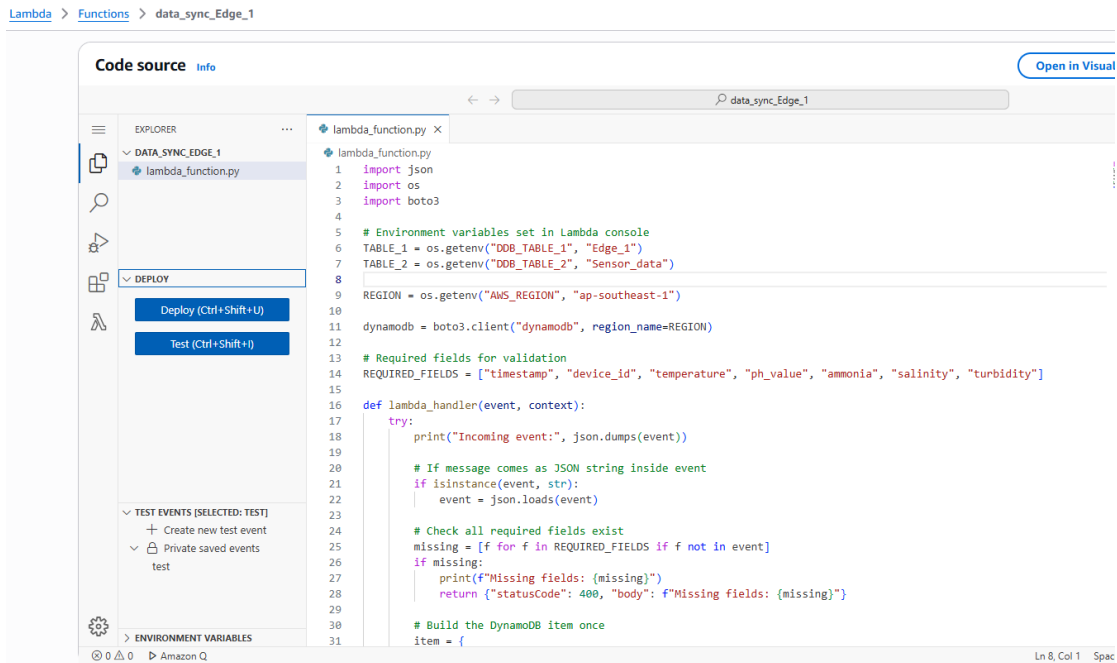 Lambda > Functions > data_sync_Edge_1
Code source Info
Open in Visual
data_sync_Edge_1
EXPLORER
DATA_SYNC_EDGE_1
lambda_function.py
DEPLOY
Deploy (Ctrl+Shift+U)
Test (Ctrl+Shift+I)
TEST EVENTS [SELECTED: TEST]
Create new test event
Private saved events
test
ENVIRONMENT VARIABLES
lambda_function.py
lambda_function.py
1 import json
2 import os
3 import boto3
4
5 # Environment variables set in Lambda console
6 TABLE_1 = os.getenv("DDB_TABLE_1", "Edge_1")
7 TABLE_2 = os.getenv("DDB_TABLE_2", "Sensor_data")
8
9 REGION = os.getenv("AWS_REGION", "ap-southeast-1")
10
11 dynamodb = boto3.client("dynamodb", region_name=REGION)
12
13 # Required fields for validation
14 REQUIRED_FIELDS = ["timestamp", "device_id", "temperature", "ph_value", "ammonia", "salinity", "turbidity"]
15
16 def lambda_handler(event, context):
17 try:
18 print("Incoming event:", json.dumps(event))
19
20 # If message comes as JSON string inside event
21 if isinstance(event, str):
22 event = json.loads(event)
23
24 # Check all required fields exist
25 missing = [f for f in REQUIRED_FIELDS if f not in event]
26 if missing:
27 print(f"Missing fields: {missing}")
28 return {"statusCode": 400, "body": f"Missing fields: {missing}"}
29
30 # Build the DynamoDB item once
31 item = {
0 0 Amazon Q
Ln 8, Col 1 Spac